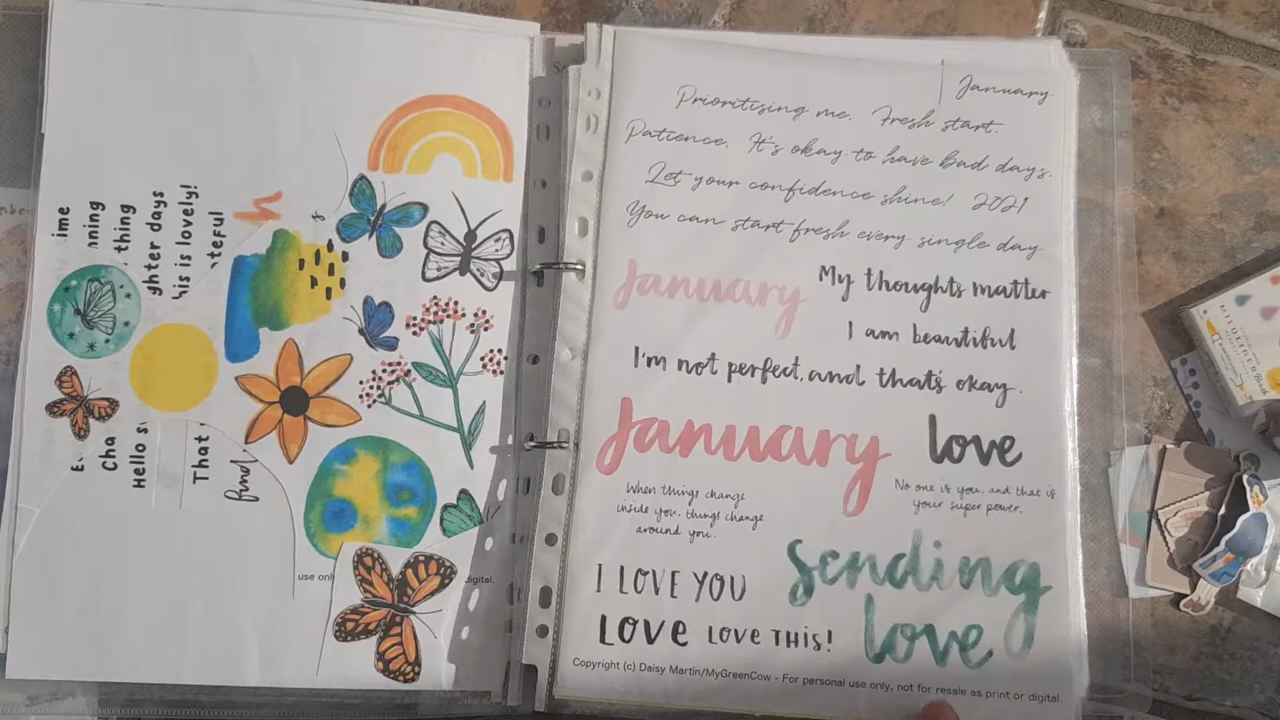 ime
nning
thing
ghter days
his is lovely!
teful
Cha
Hello s
That
find,
use onl
digital.
January
Prioritising me. Fresh start.
Patience. It's okay to have bad days.
Let your confidence shine! 2021
You can start fresh every single day
January
My thoughts matter
I am beautiful
I'm not perfect, and that's okay.
January
love
When things change
inside you, things change
around you.
No one is you, and that is
your super power.
Sending
love
I LOVE YOU
LOVE LOVE THIS!
Copyright (c) Daisy Martin/MyGreenCow - For personal use only, not for resale as print or digital.
MILDLINER